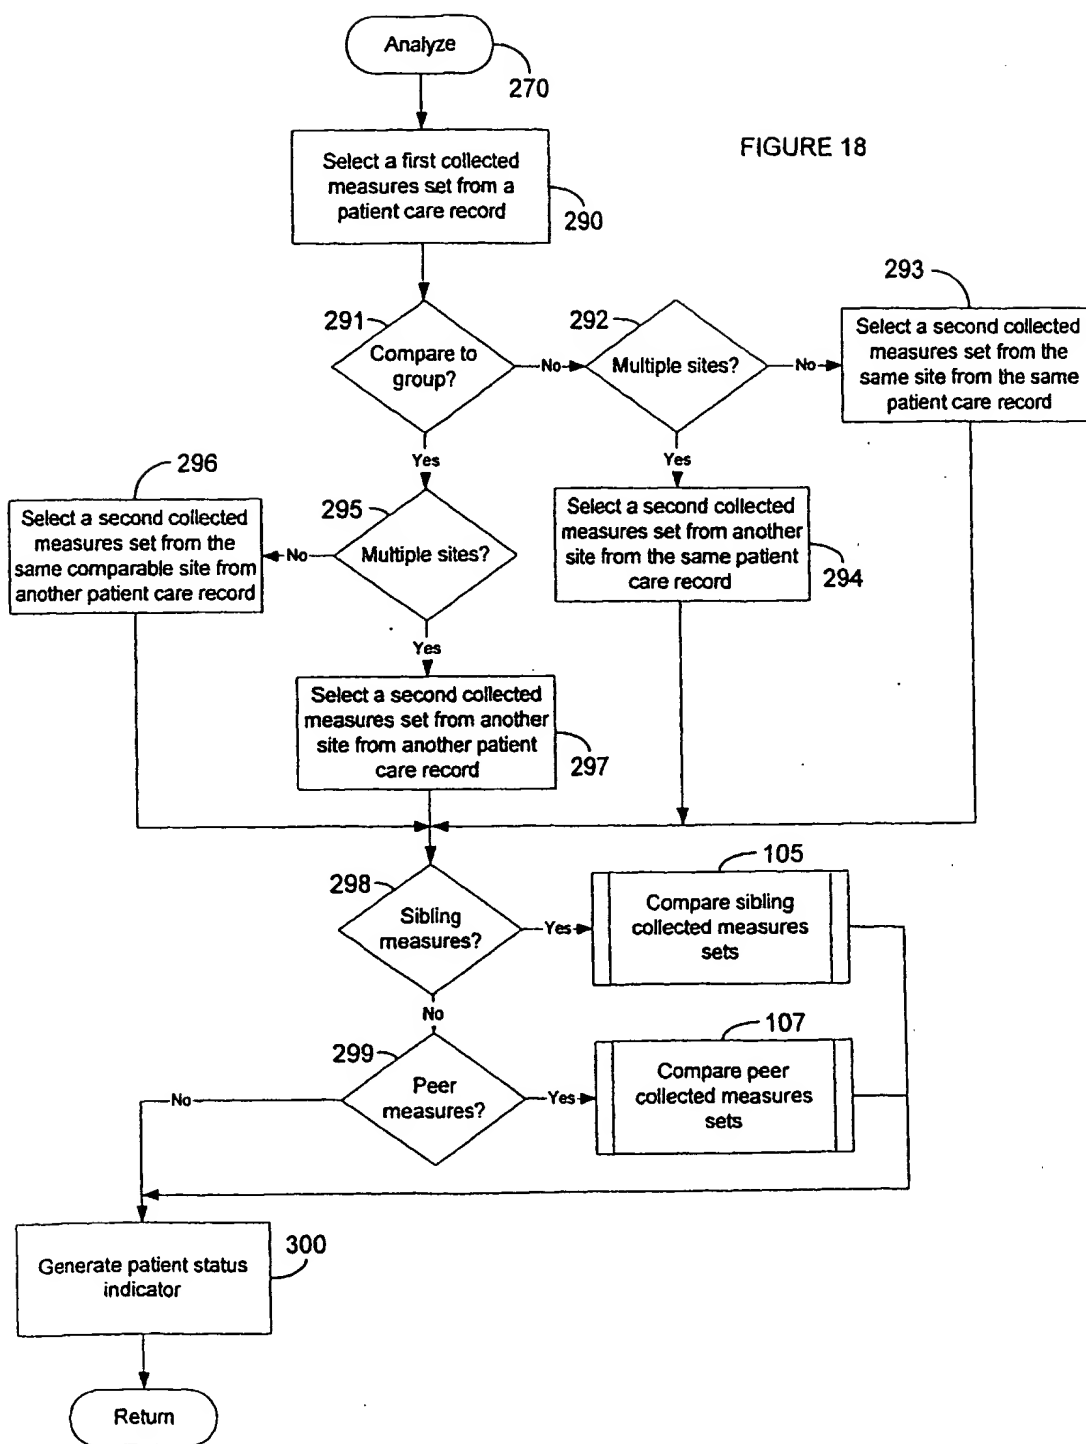 Analyze
270
FIGURE 18
Select a first collected
measures set from a
patient care record
290
293
291
Compare to
group?
No
292
Multiple sites?
No
Select a second collected
measures set from the
same site from the same
patient care record
Yes
Yes
296
Select a second collected
measures set from the
same comparable site from
another patient care record
No
295
Multiple sites?
Select a second collected
measures set from another
site from the same patient
care record
294
Yes
Select a second collected
measures set from another
site from another patient
care record
297
298
Sibling
measures?
Yes
105
Compare sibling
collected measures
sets
No
299
Peer
measures?
Yes
107
Compare peer
collected measures
sets
No
Generate patient status
indicator
300
Return